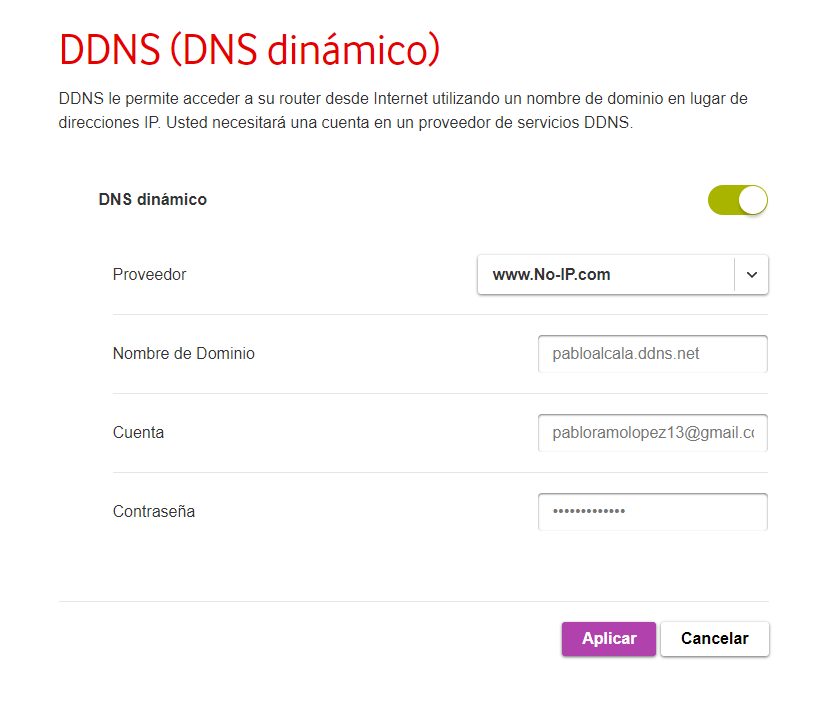 DDNS (DNS dinámico)
DDNS le permite acceder a su router desde Internet utilizando un nombre de dominio en lugar de
direcciones IP. Usted necesitará una cuenta en un proveedor de servicios DDNS.
DNS dinámico
Proveedor
www.No-IP.com
Nombre de Dominio
pabloalcala.ddns.net
Cuenta
pabloramolopez13@gmail.co
Contraseña
•••••••••••••
Aplicar
Cancelar